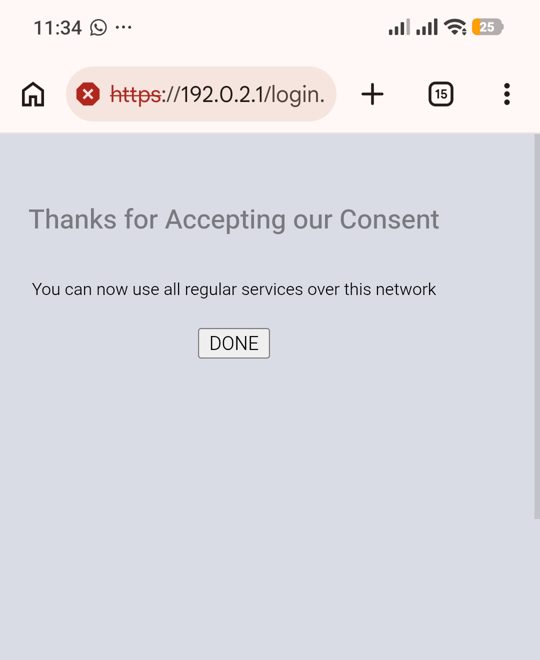 11:34
25
https://192.0.2.1/login.
15
Thanks for Accepting our Consent
You can now use all regular services over this network
DONE